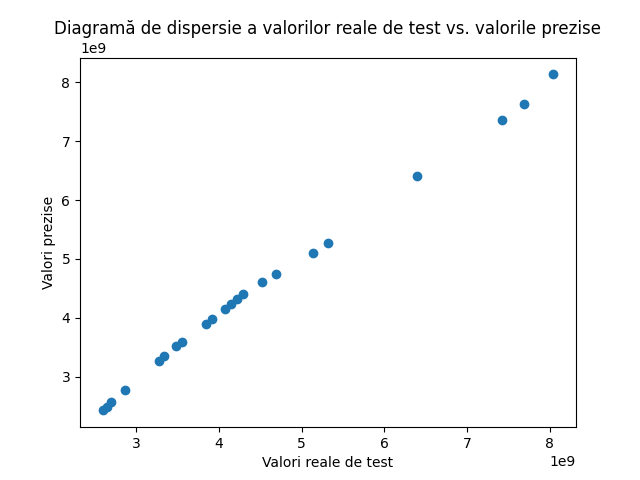 Diagramă de dispersie a valorilor reale de test vs. valorile prezise
1e9
8
7
6
5
4
3
Valori prezise
3 4 5 6 7 8
1e9
Valori reale de test